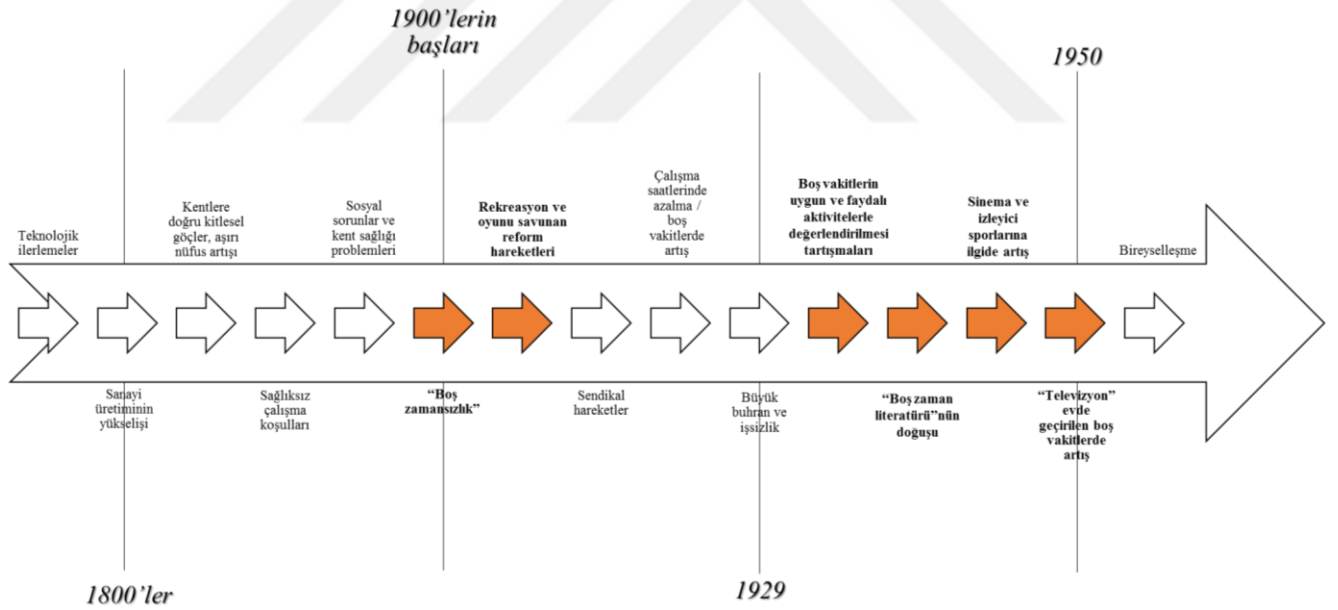 1900’lerin
başları
1950
Teknolojik
ilerlemeler
Kentlere
doğru kitlesel
göçler, aşırı
nüfus artışı
Sosyal
sorunlar ve
kent sağlığı
problemleri
Rekreasyon ve
oyunu savunan
reform
hareketleri
Çalışma
saatlerinde
azalma /
boş
vakitlerde
artış
Boş vakitlerin
uygun ve faydalı
aktivitelerle
değerlendirilmesi
tartışmaları
Sinema ve
izleyici
sporlarına
ilgide artış
Bireyselleşme
Sanayi
üretiminin
yükselişi
Sağlıksız
çalışma
koşulları
“Boş
zamansızlık”
Sendikal
hareketler
Büyük
buhran ve
işsizlik
“Boş zaman
literatürü”nün
doğuşu
“Televizyon”
evde
geçirilen boş
vakitlerde
artış
1800’ler
1929